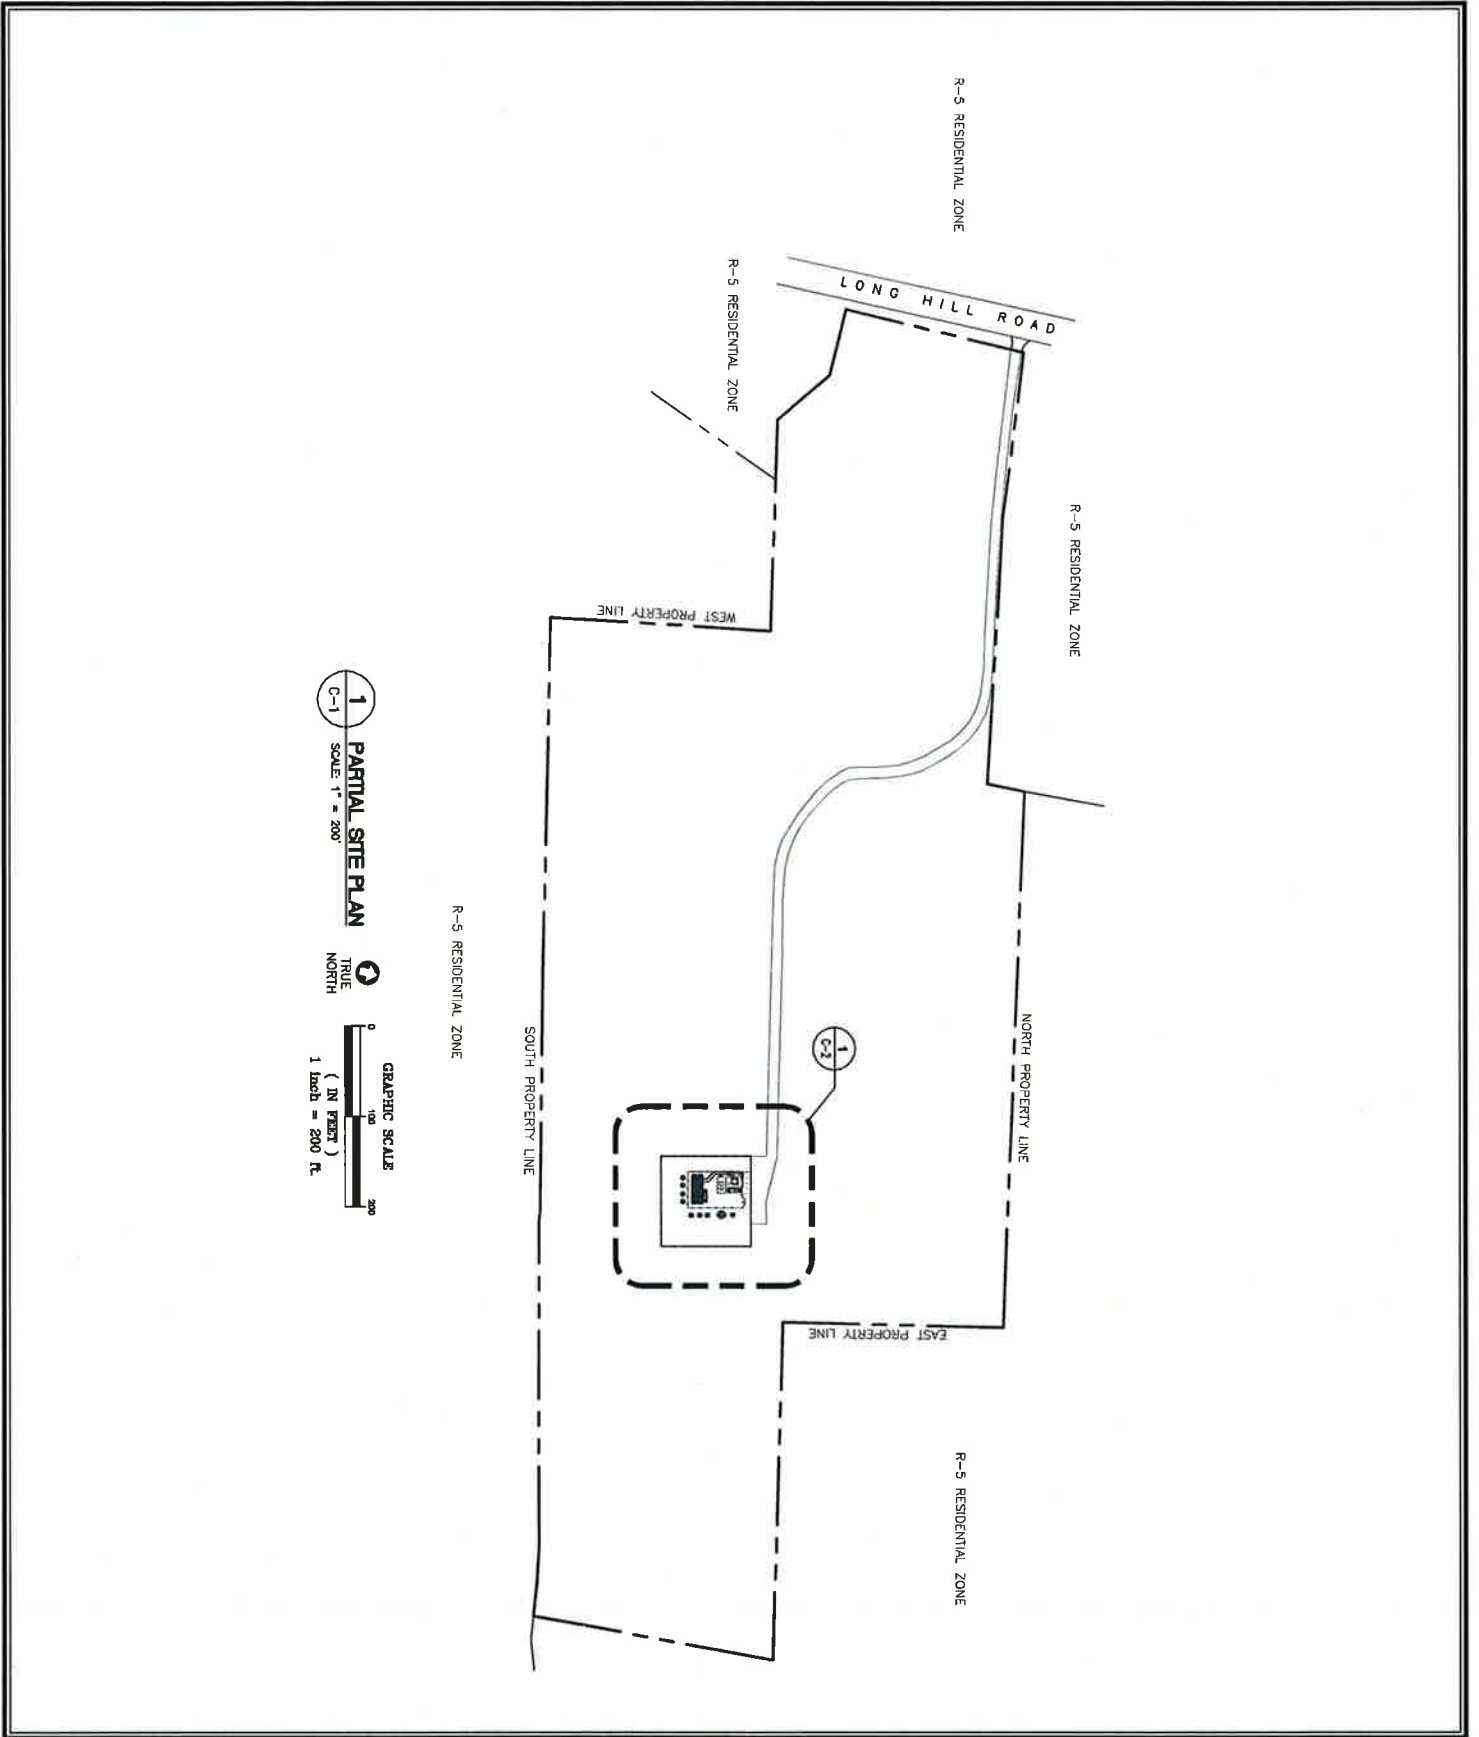 R-5 RESIDENTIAL ZONE
R-5 RESIDENTIAL ZONE
LONG HILL ROAD
R-5 RESIDENTIAL ZONE
WEST PROPERTY LINE
NORTH PROPERTY LINE
1
C-2
EAST PROPERTY LINE
R-5 RESIDENTIAL ZONE
SOUTH PROPERTY LINE
R-5 RESIDENTIAL ZONE
1
C-1
PARTIAL SITE PLAN
SCALE: 1" = 200'
TRUE
NORTH
GRAPHIC SCALE
0 100 200
( IN FEET )
1 inch = 200 ft.